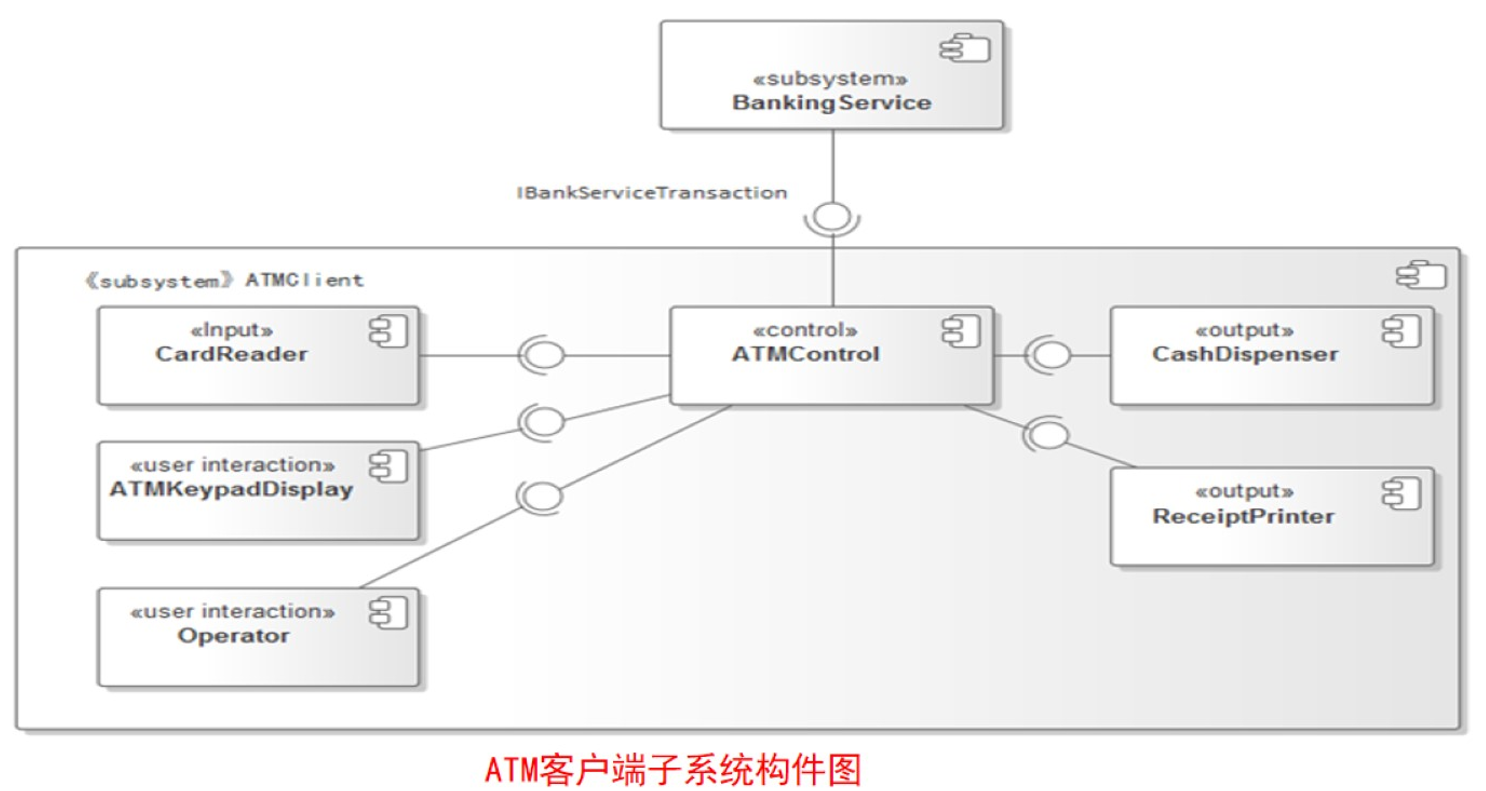 «subsystem»
BankingService
IBankServiceTransaction
《subsystem》ATMClient
«Input»
CardReader
«control»
ATMControl
«output»
CashDispenser
«user interaction»
ATMKeypadDisplay
«output»
ReceiptPrinter
«user interaction»
Operator
ATM客户端子系统构件图